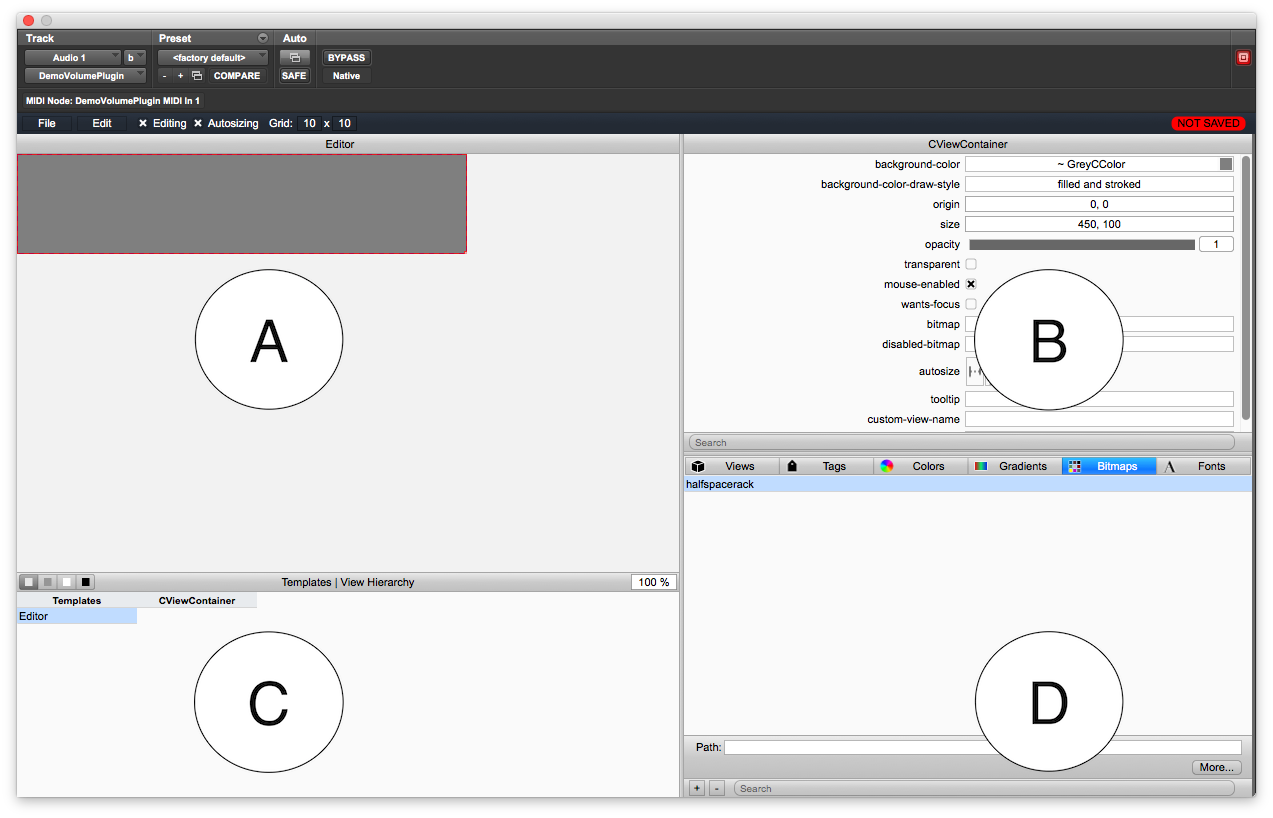 Track Preset Auto
Audio 1 b <factory default> BYPASS
DemoVolumePlugin - + COMPARE SAFE Native
MIDI Node: DemoVolumePlugin MIDI In 1
File Edit Editing Autosizing Grid: 10 x 10 NOT SAVED
Editor
A
Templates | View Hierarchy 100 %
Templates CViewContainer
Editor
C
CViewContainer
background-color ~ GreyCColor
background-color-draw-style filled and stroked
origin 0, 0
size 450, 100
opacity 1
transparent
mouse-enabled
wants-focus
bitmap
disabled-bitmap
autosize
tooltip
custom-view-name
B
Search
Views Tags Colors Gradients Bitmaps Fonts
halfspacerack
D
Path:
More...
+ - Search